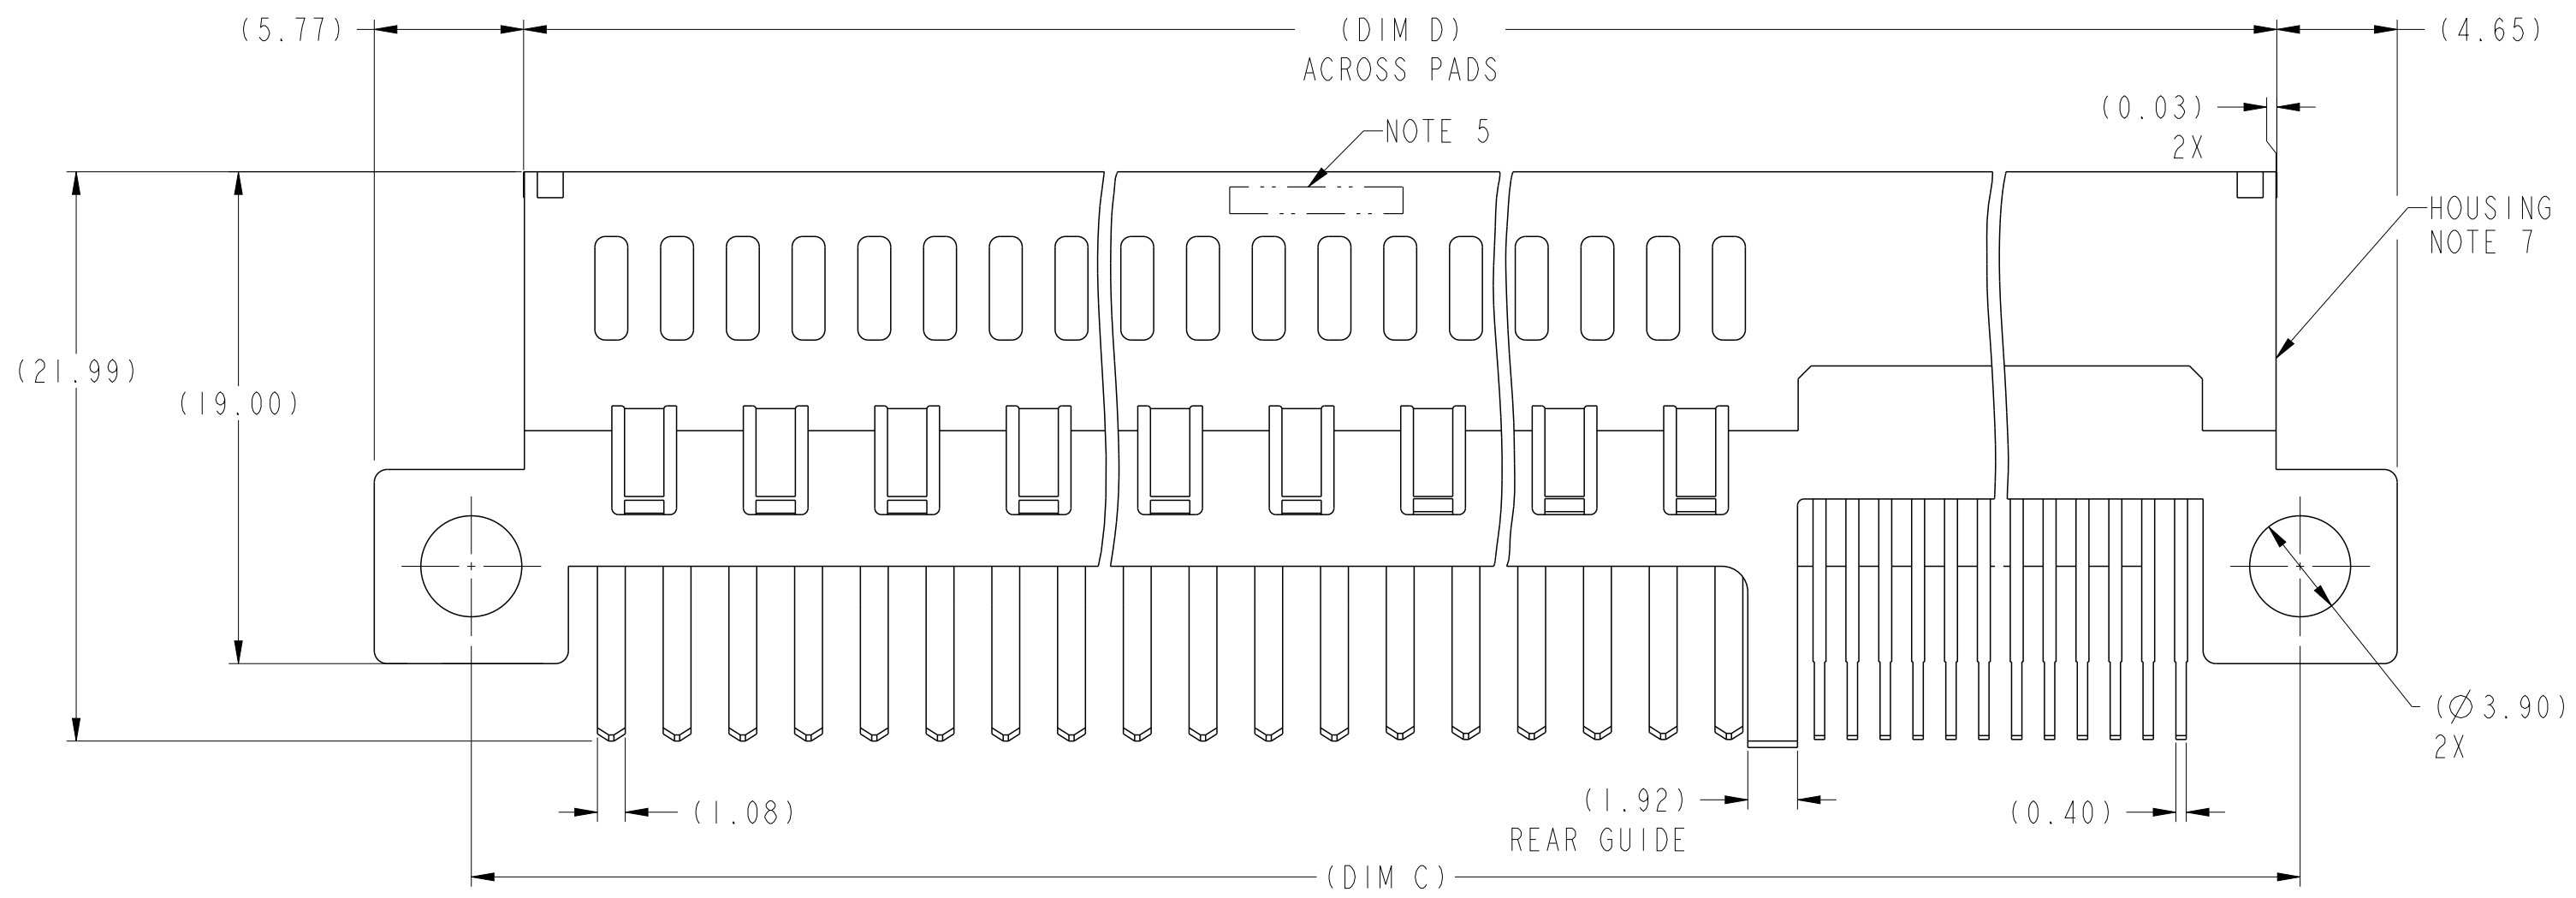 (5.77)
(DIM D)
ACROSS PADS
(4.65)
(0.03)
2X
NOTE 5
HOUSING
NOTE 7
(21.99)
(19.00)
(Ø3.90)
2X
(1.08)
(1.92)
REAR GUIDE
(0.40)
(DIM C)